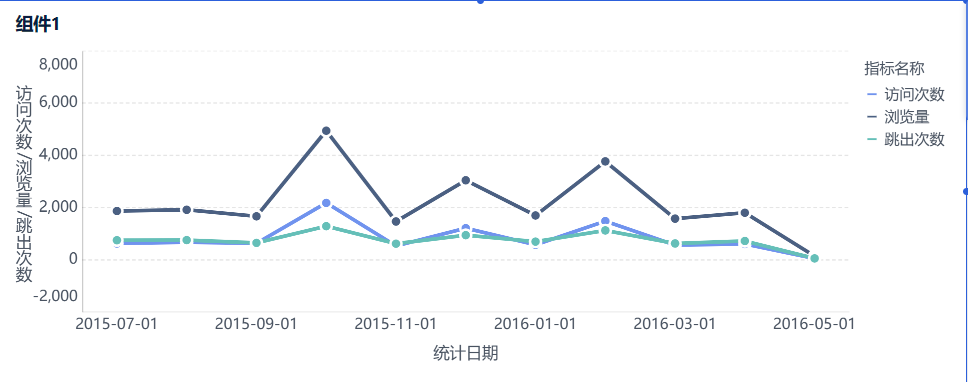 组件1
访问次数/浏览量/跳出次数
8,000
6,000
4,000
2,000
0
-2,000
2015-07-01
2015-09-01
2015-11-01
2016-01-01
2016-03-01
2016-05-01
统计日期
指标名称
访问次数
浏览量
跳出次数